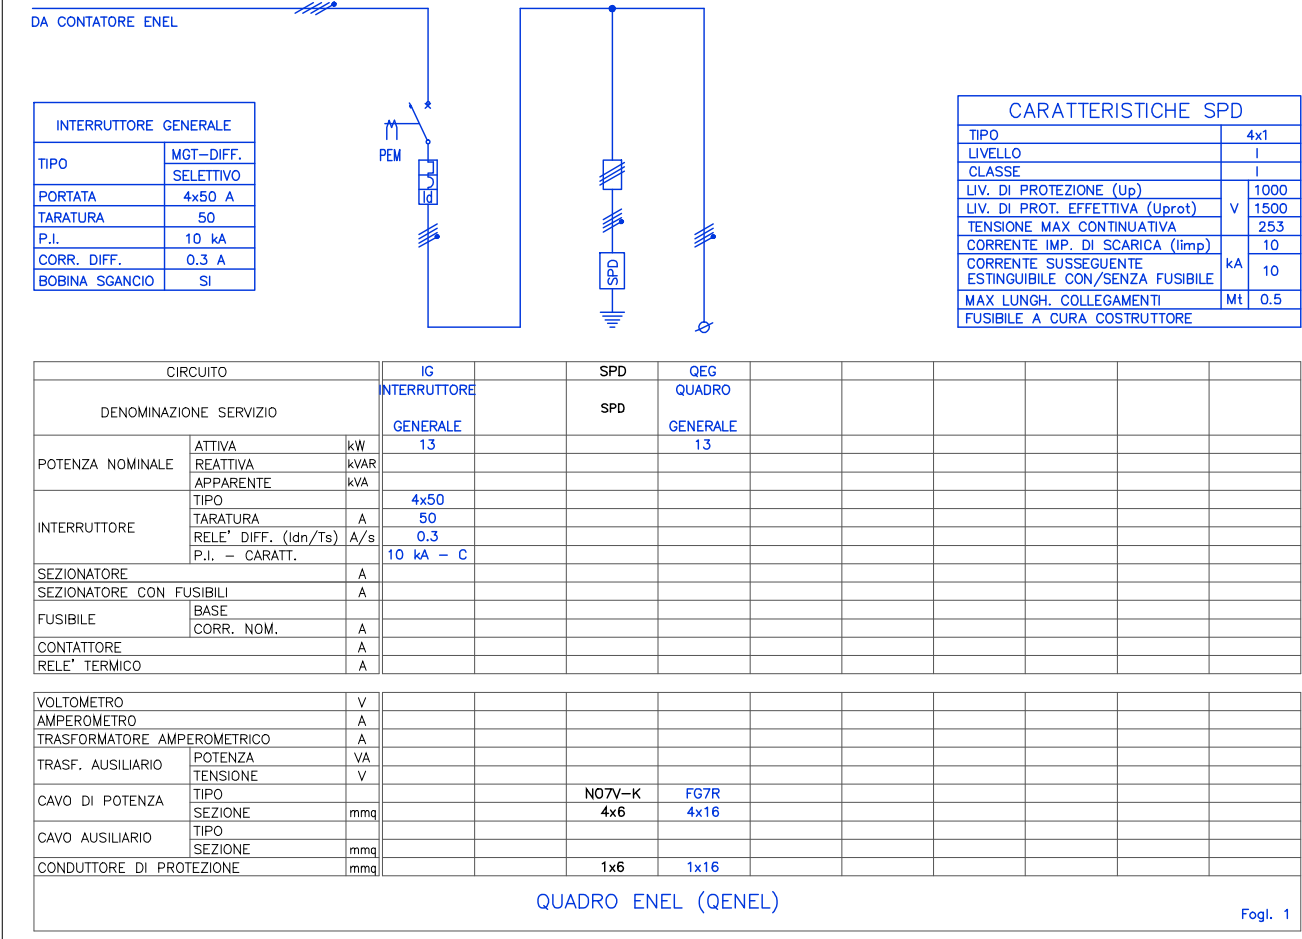 DA CONTATORE ENEL
INTERRUTTORE GENERALE
TIPO MGT-DIFF.
SELETTIVO
PORTATA 4x50 A
TARATURA 50
P.I. 10 kA
CORR. DIFF. 0.3 A
BOBINA SGANCIO SI
PEM
Id
SPD
CARATTERISTICHE SPD
TIPO 4x1
LIVELLO I
CLASSE I
LIV. DI PROTEZIONE (Up) 1000
LIV. DI PROT. EFFETTIVA (Uprot) V 1500
TENSIONE MAX CONTINUATIVA 253
CORRENTE IMP. DI SCARICA (Iimp) 10
CORRENTE SUSSEGUENTE
ESTINGUIBILE CON/SENZA FUSIBILE kA 10
MAX LUNGH. COLLEGAMENTI Mt 0.5
FUSIBILE A CURA COSTRUTTORE
CIRCUITO IG SPD QEG
DENOMINAZIONE SERVIZIO INTERRUTTORE GENERALE SPD QUADRO GENERALE
POTENZA NOMINALE ATTIVA kW 13 13
REATTIVA kVAR
APPARENTE kVA
INTERRUTTORE TIPO 4x50
TARATURA A 50
RELE' DIFF. (Idn/Ts) A/s 0.3
P.I. - CARATT. 10 kA - C
SEZIONATORE A
SEZIONATORE CON FUSIBILI A
FUSIBILE BASE
CORR. NOM. A
CONTATTORE A
RELE' TERMICO A
VOLTOMETRO V
AMPEROMETRO A
TRASFORMATORE AMPEROMETRICO A
TRASF. AUSILIARIO POTENZA VA
TENSIONE V
CAVO DI POTENZA TIPO NO7V-K FG7R
SEZIONE mmq 4x6 4x16
CAVO AUSILIARIO TIPO
SEZIONE mmq
CONDUTTORE DI PROTEZIONE mmq 1x6 1x16
QUADRO ENEL (QENEL)
Fogl. 1